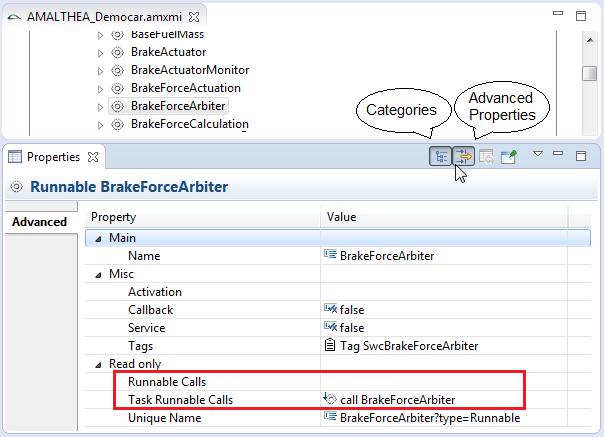 AMALTHEA_Democar.amxmi
BaseFuelMass
BrakeActuator
BrakeActuatorMonitor
BrakeForceActuation
BrakeForceArbiter
BrakeForceCalculation
Categories
Advanced
Properties
Properties
Runnable BrakeForceArbiter
Advanced
Property Value
Main
Name BrakeForceArbiter
Misc
Activation
Callback false
Service false
Tags Tag SwcBrakeForceArbiter
Read only
Runnable Calls
Task Runnable Calls call BrakeForceArbiter
Unique Name BrakeForceArbiter?type=Runnable